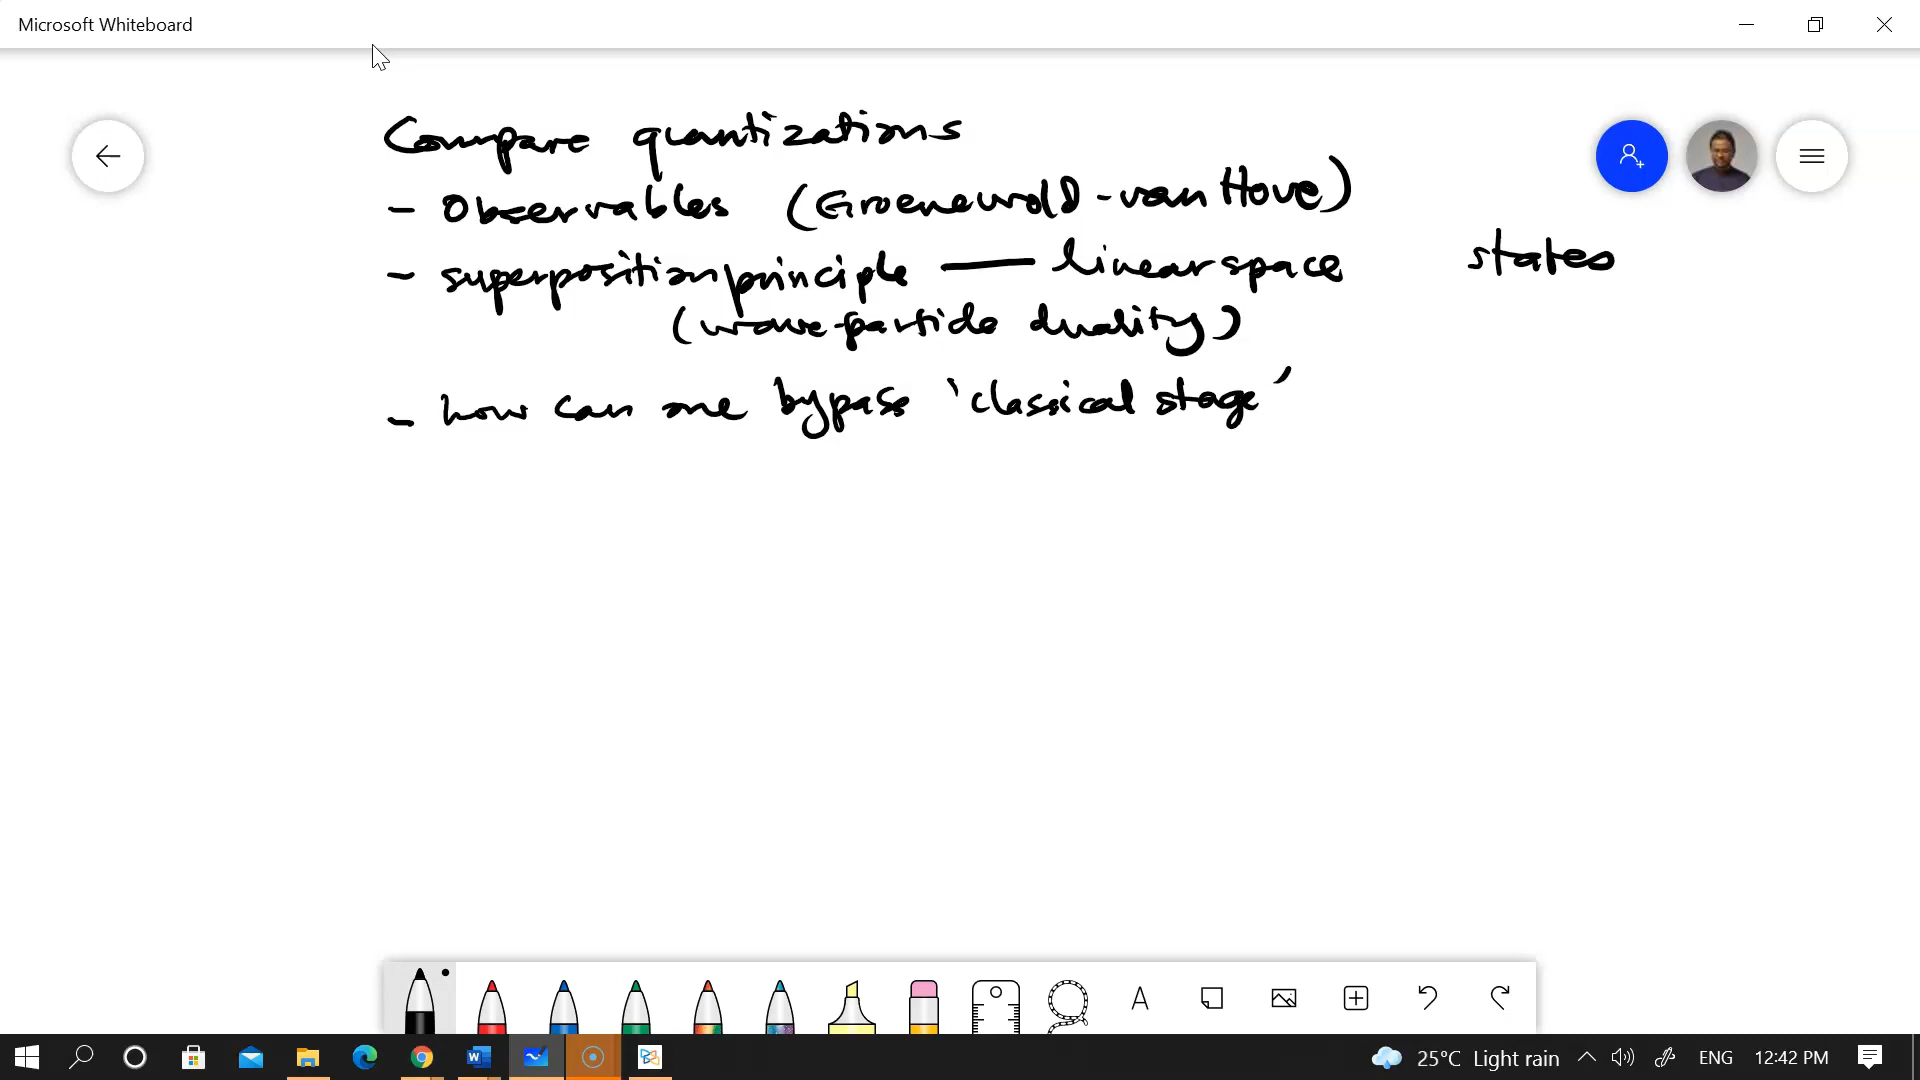 Microsoft Whiteboard
Compare quantizations
- Observables (Groenewold-van Hove)
- superposition principle — linear space states
(wave-particle duality)
- how can one bypass 'classical stage'
25°C Light rain ENG 12:42 PM